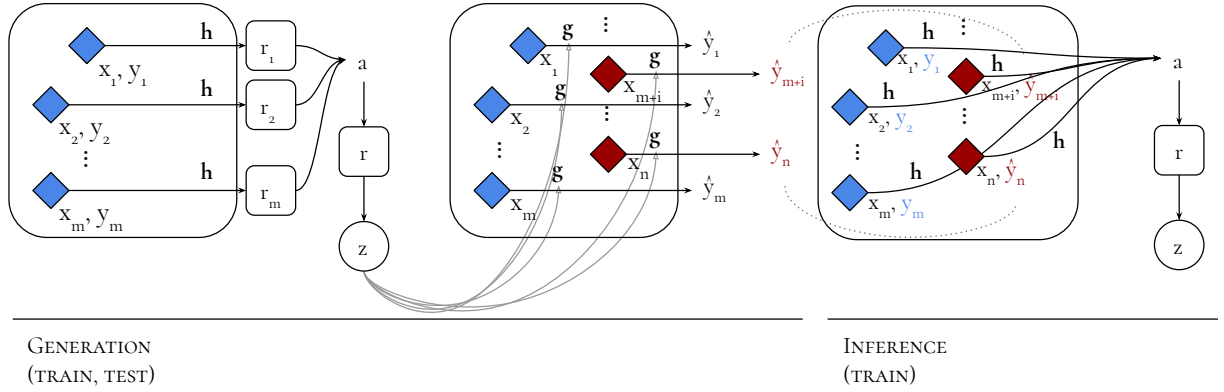 h r₁
x₁, y₁
h r₂
x₂, y₂
⋮
h rₘ
xₘ, yₘ
a
r
z
⋮
g ŷ₁
x₁
g ŷₘ₊ᵢ
xₘ₊ᵢ
g ŷ₂
x₂
⋮
⋮
g ŷₙ
xₙ
g ŷₘ
xₘ
⋮
h
x₁, y₁
h
xₘ₊ᵢ, ŷₘ₊ᵢ
h
x₂, y₂
⋮
⋮
h
xₙ, ŷₙ
h
xₘ, yₘ
a
r
z
GENERATION
(TRAIN, TEST)
INFERENCE
(TRAIN)